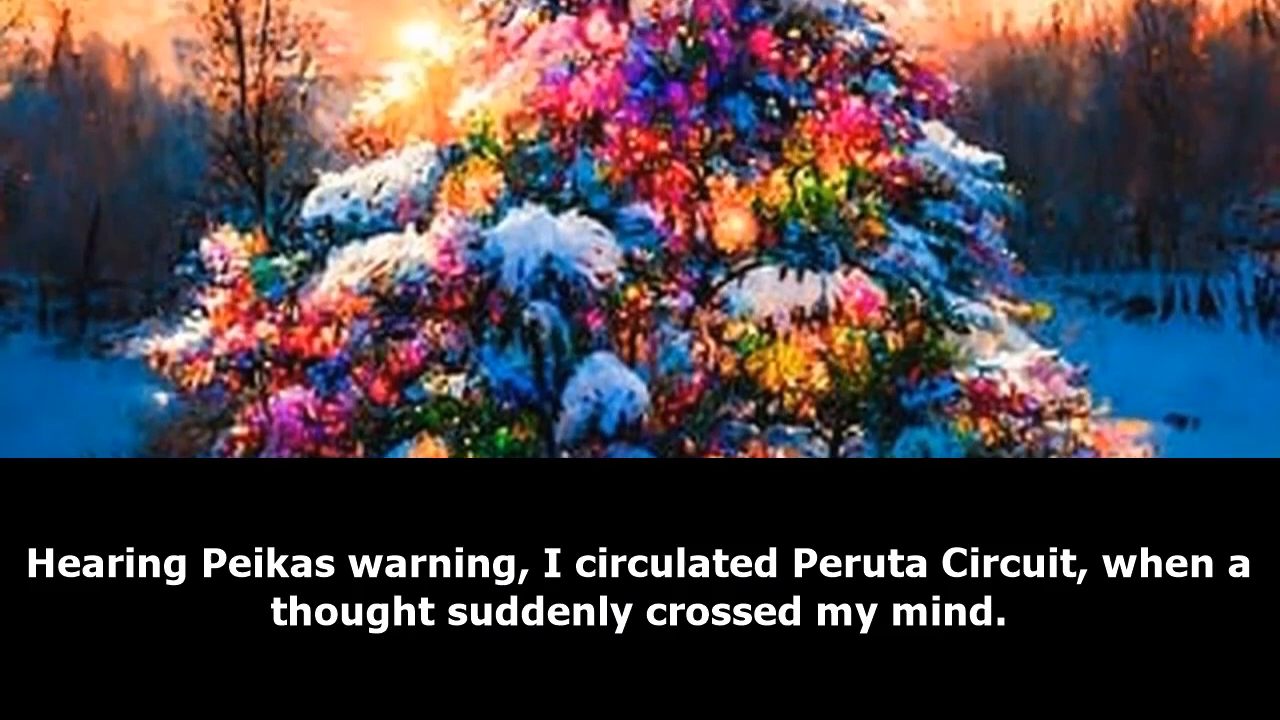 Hearing Peikas warning, I circulated Peruta Circuit, when a
thought suddenly crossed my mind.